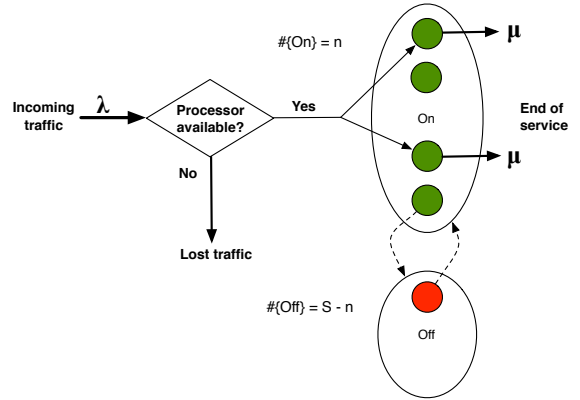 #{On} = n
μ
Incoming
traffic
λ
Processor
available?
Yes
On
End of
service
μ
No
Lost traffic
#{Off} = S - n
Off